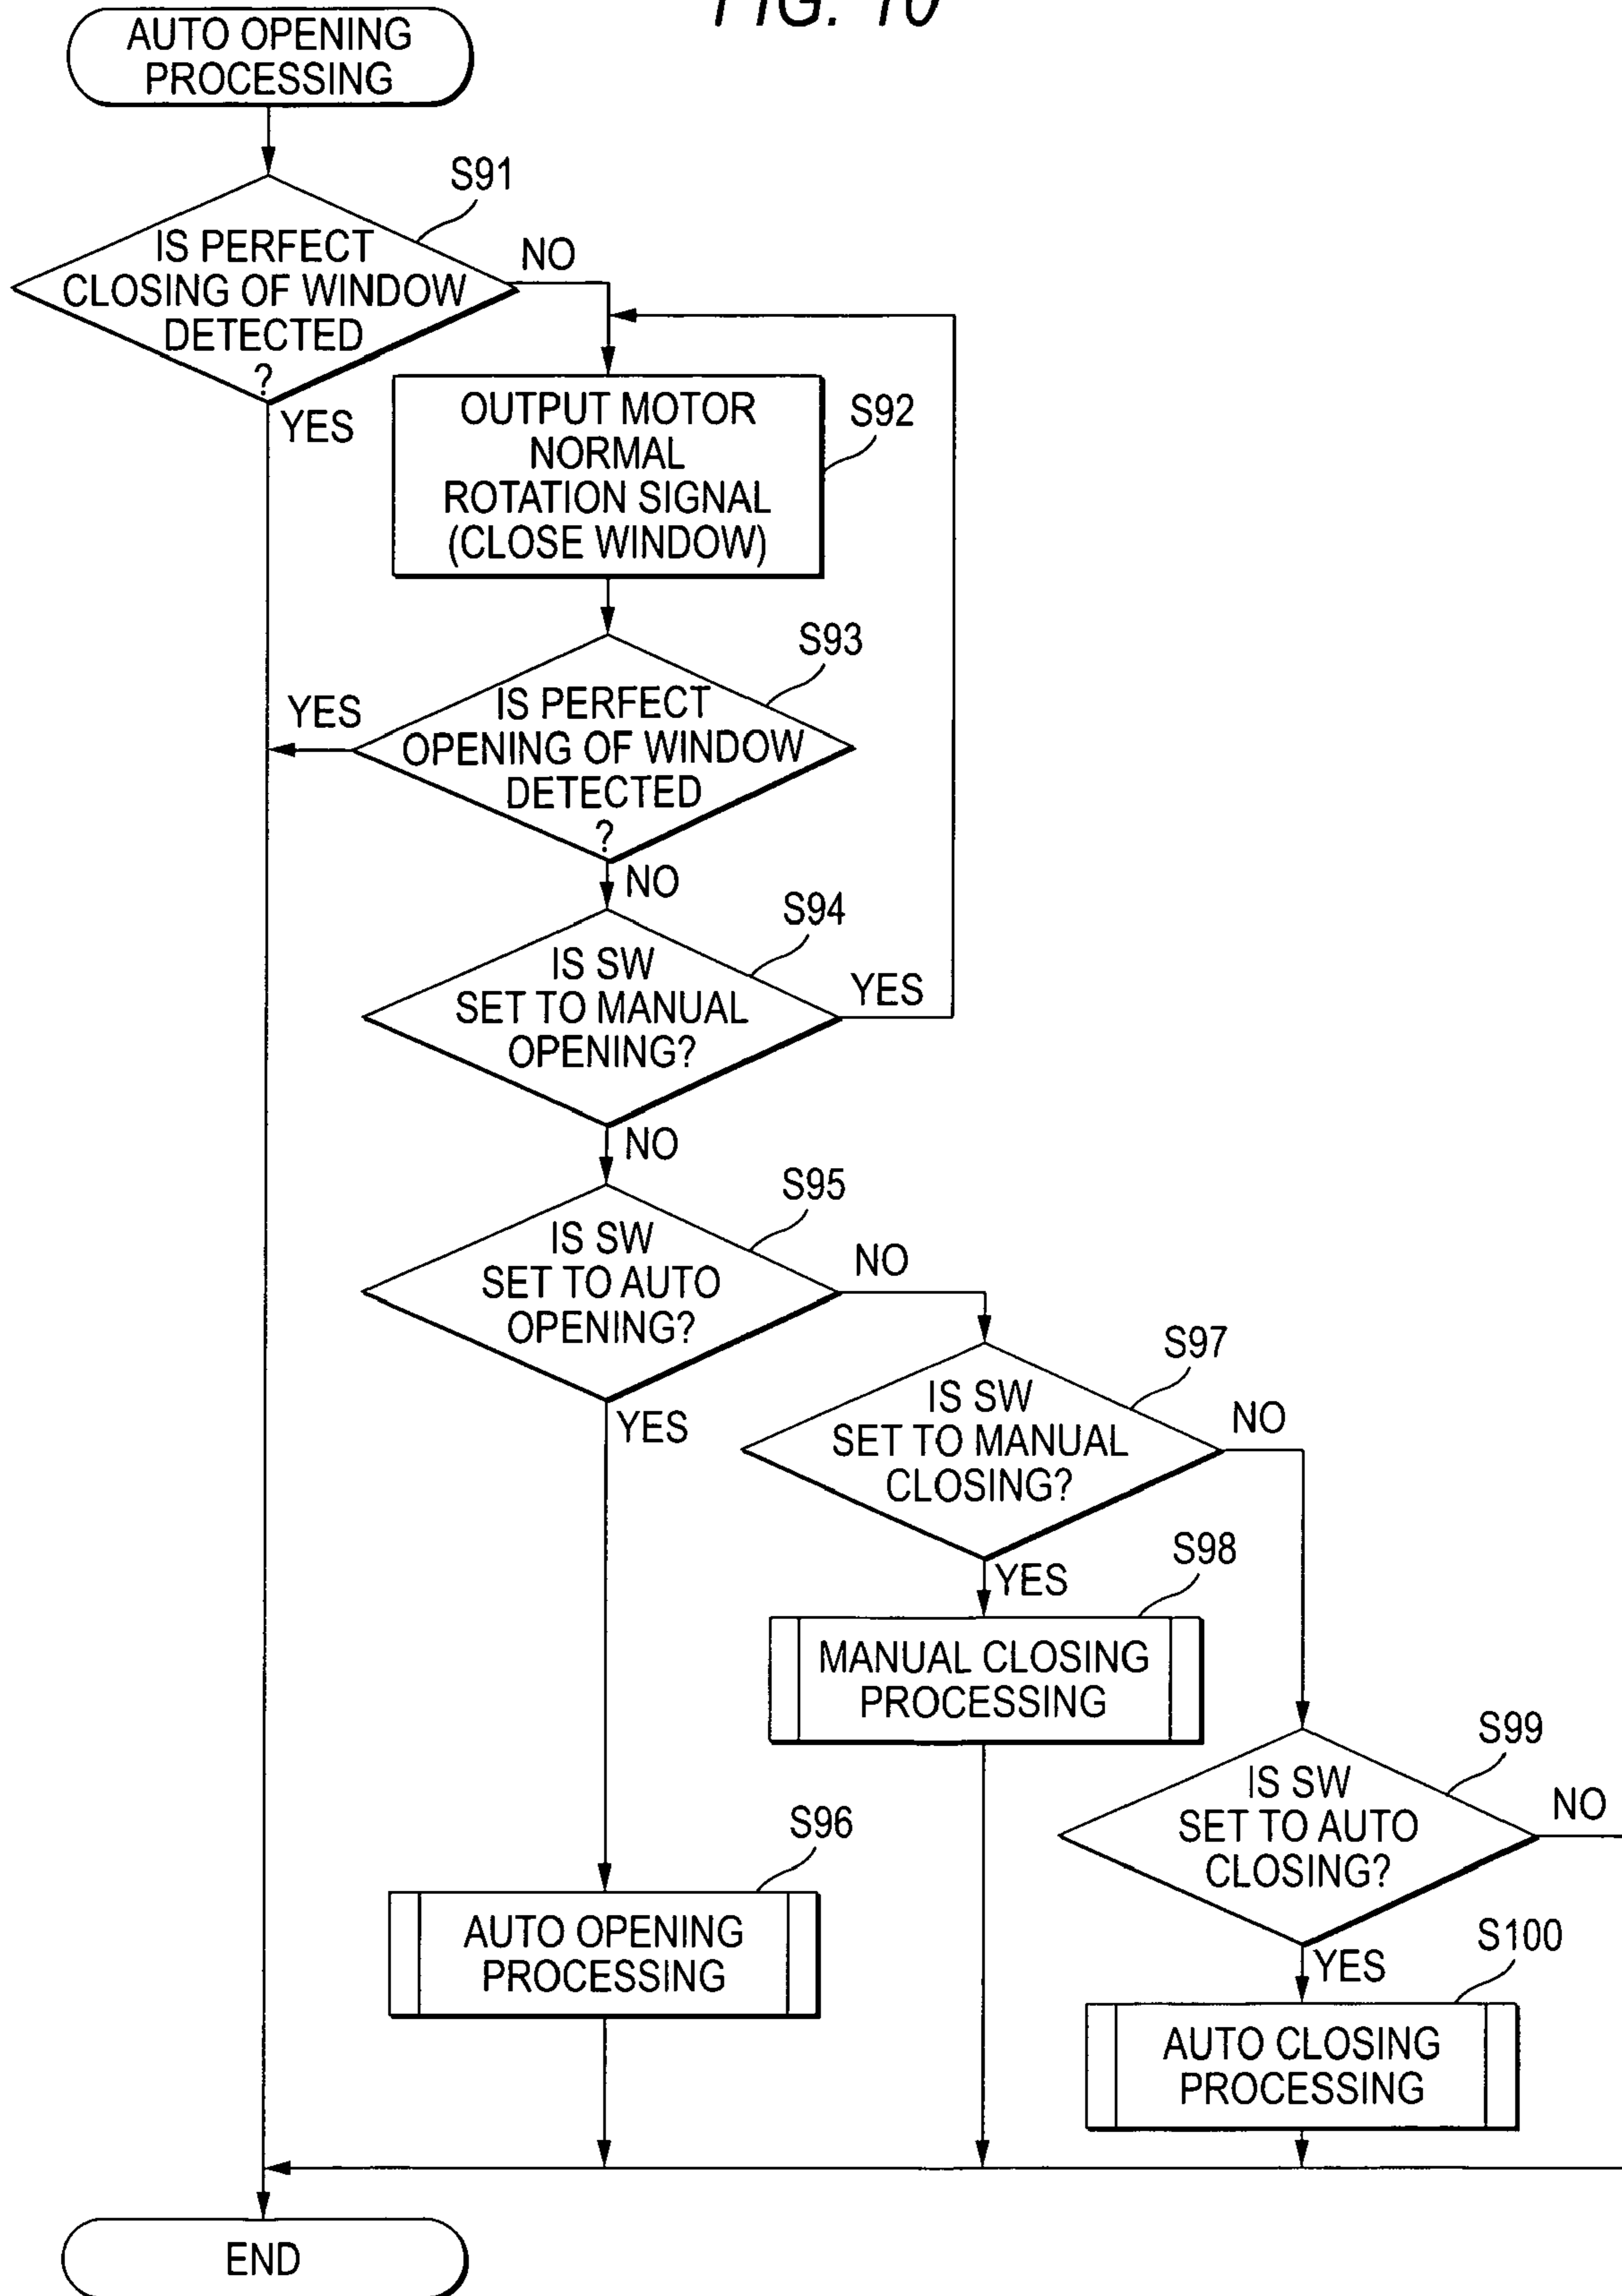 FIG. 10
AUTO OPENING
PROCESSING
S91
IS PERFECT
CLOSING OF WINDOW
DETECTED
?
NO
YES
OUTPUT MOTOR
NORMAL
ROTATION SIGNAL
(CLOSE WINDOW)
S92
S93
IS PERFECT
OPENING OF WINDOW
DETECTED
?
YES
NO
S94
IS SW
SET TO MANUAL
OPENING?
YES
NO
S95
IS SW
SET TO AUTO
OPENING?
NO
YES
S97
IS SW
SET TO MANUAL
CLOSING?
NO
YES
S98
MANUAL CLOSING
PROCESSING
S99
IS SW
SET TO AUTO
CLOSING?
NO
YES
S96
AUTO OPENING
PROCESSING
S100
AUTO CLOSING
PROCESSING
END